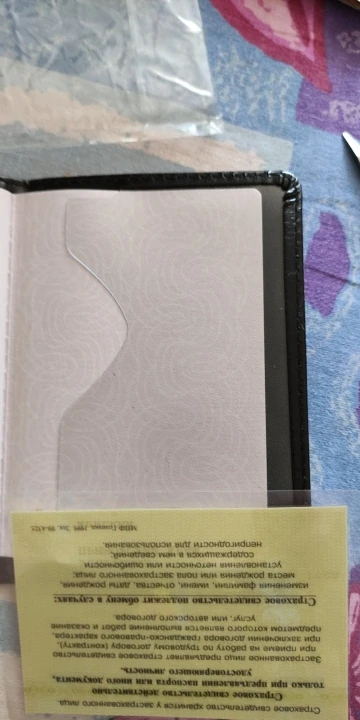 Страховое свидетельство хранится у застрахованного лица.
Страховое свидетельство действительно
только при предъявлении паспорта или иного документа,
удостоверяющего личность.
Застрахованное лицо предъявляет страховое свидетельство
при приеме на работу по трудовому договору (контракту),
при заключении договора гражданско-правового характера,
предметом которого является выполнение работ и оказание
услуг, или авторского договора.
Страховое свидетельство подлежит обмену в случаях:
изменения фамилии, имени, отчества, даты рождения,
места рождения или пола застрахованного лица;
установления неточности или ошибочности
содержащихся в нем сведений;
непригодности для использования.
МПФ Гознака, 1999. Зак. 99-4325